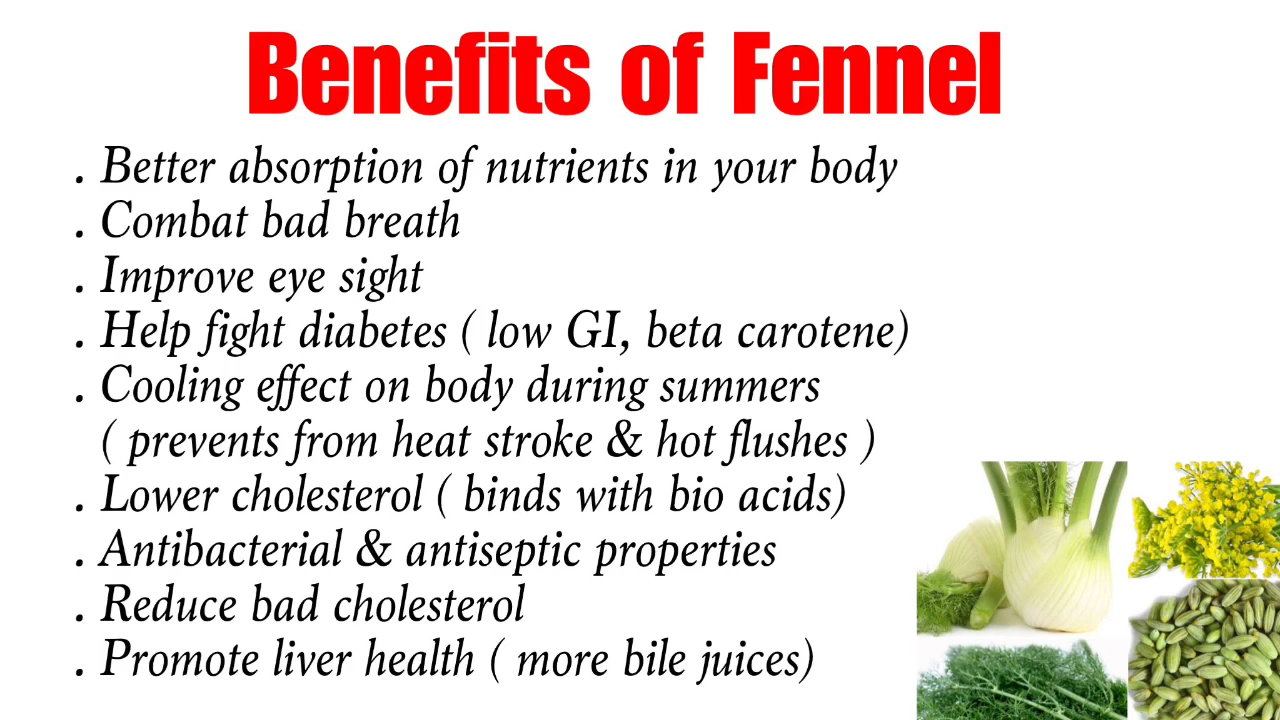 Benefits of Fennel
. Better absorption of nutrients in your body
. Combat bad breath
. Improve eye sight
. Help fight diabetes ( low GI, beta carotene)
. Cooling effect on body during summers
( prevents from heat stroke & hot flushes )
. Lower cholesterol ( binds with bio acids)
. Antibacterial & antiseptic properties
. Reduce bad cholesterol
. Promote liver health ( more bile juices)